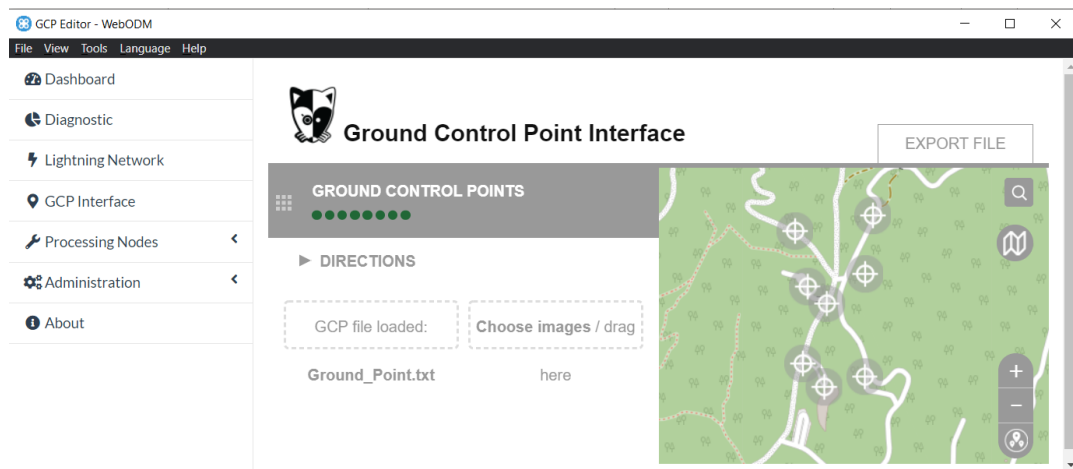 GCP Editor - WebODM
File View Tools Language Help
Dashboard
Diagnostic
Lightning Network
GCP Interface
Processing Nodes
Administration
About
Ground Control Point Interface
EXPORT FILE
GROUND CONTROL POINTS
DIRECTIONS
GCP file loaded:
Ground_Point.txt
Choose images / drag
here